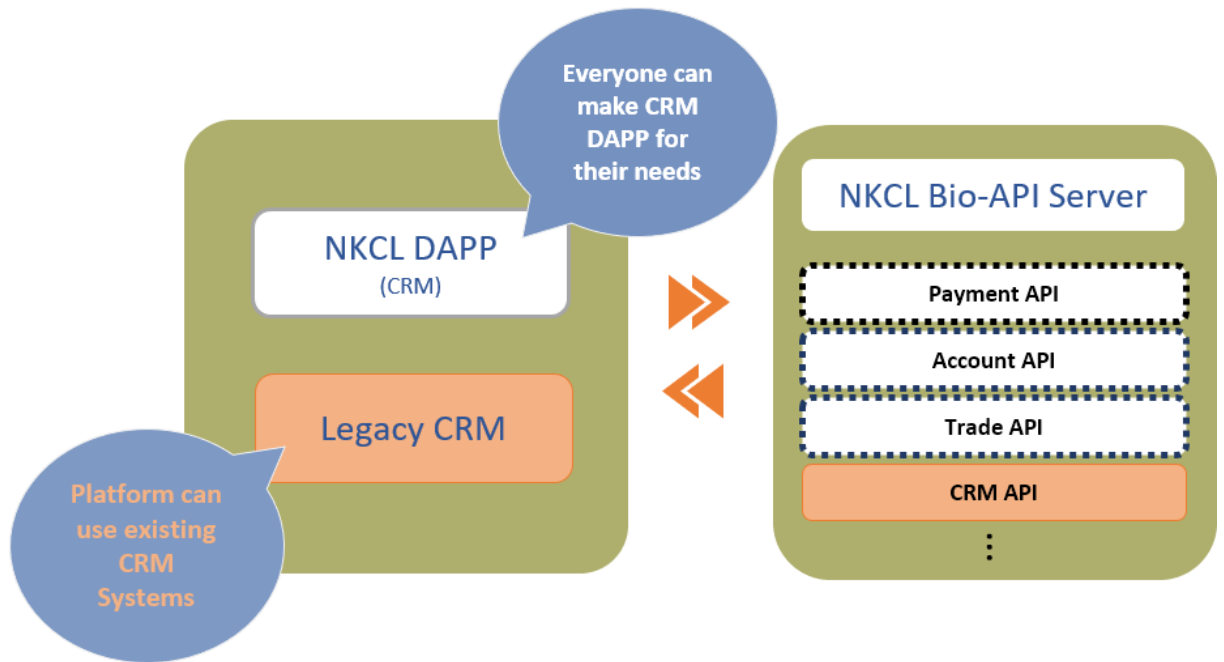 Everyone can
make CRM
DAPP for
their needs
NKCL DAPP
(CRM)
Legacy CRM
Platform can
use existing
CRM
Systems
NKCL Bio-API Server
Payment API
Account API
Trade API
CRM API
⋮